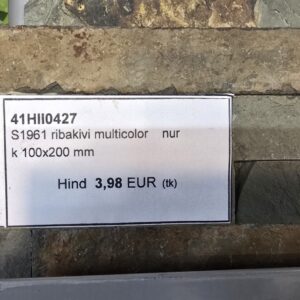 41HII0427
S1961 ribakivi multicolor nur
k 100x200 mm
Hind 3,98 EUR (tk)